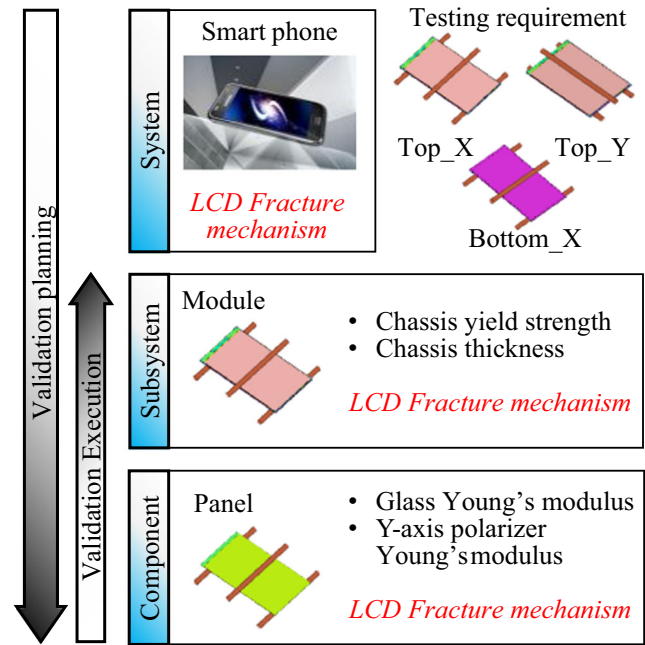 Validation planning
Validation Execution
System
Smart phone
LCD Fracture
mechanism
Testing requirement
Top_X
Top_Y
Bottom_X
Subsystem
Module
• Chassis yield strength
• Chassis thickness
LCD Fracture mechanism
Component
Panel
• Glass Young’s modulus
• Y-axis polarizer
Young’s modulus
LCD Fracture mechanism